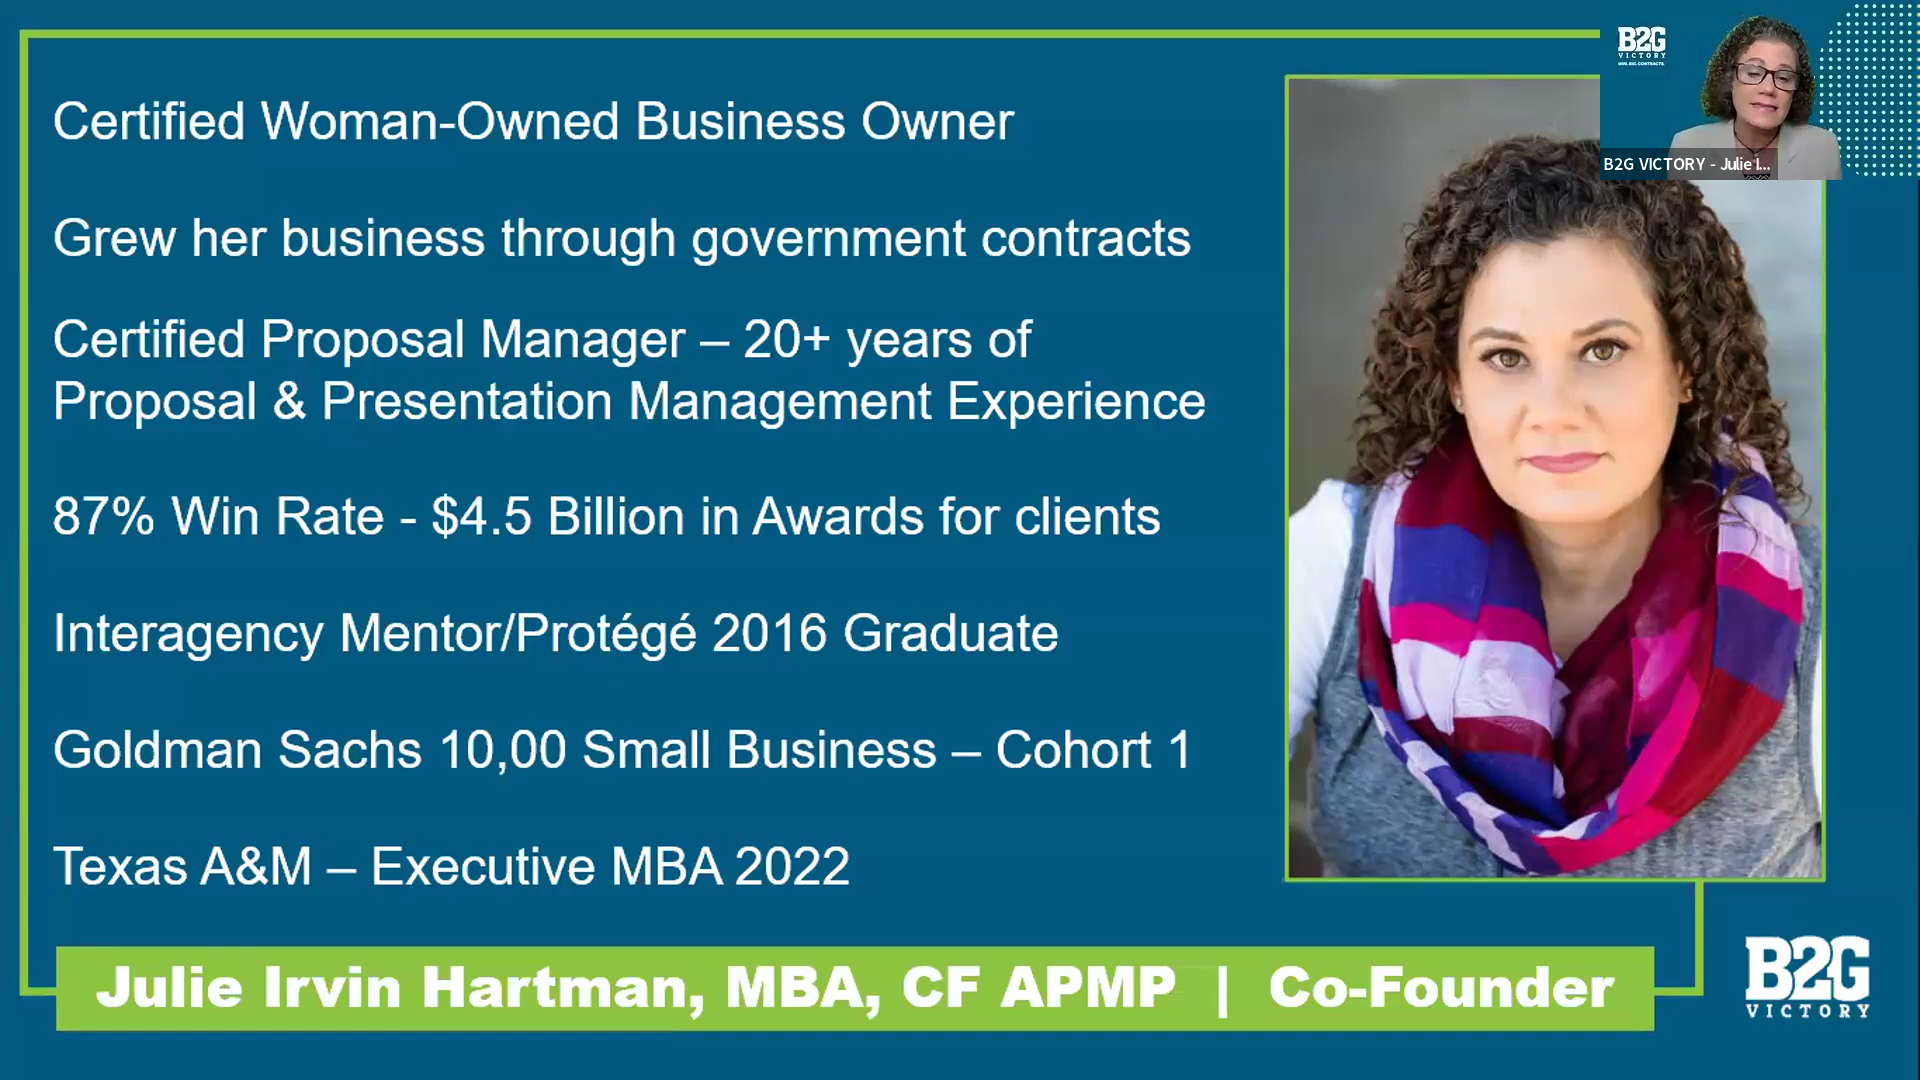 Certified Woman-Owned Business Owner
Grew her business through government contracts
Certified Proposal Manager – 20+ years of
Proposal & Presentation Management Experience
87% Win Rate - $4.5 Billion in Awards for clients
Interagency Mentor/Protégé 2016 Graduate
Goldman Sachs 10,00 Small Business – Cohort 1
Texas A&M – Executive MBA 2022
Julie Irvin Hartman, MBA, CF APMP | Co-Founder
B2G
VICTORY
B2G
VICTORY
WIN. BIG. CONTRACTS.
B2G VICTORY - Julie I...